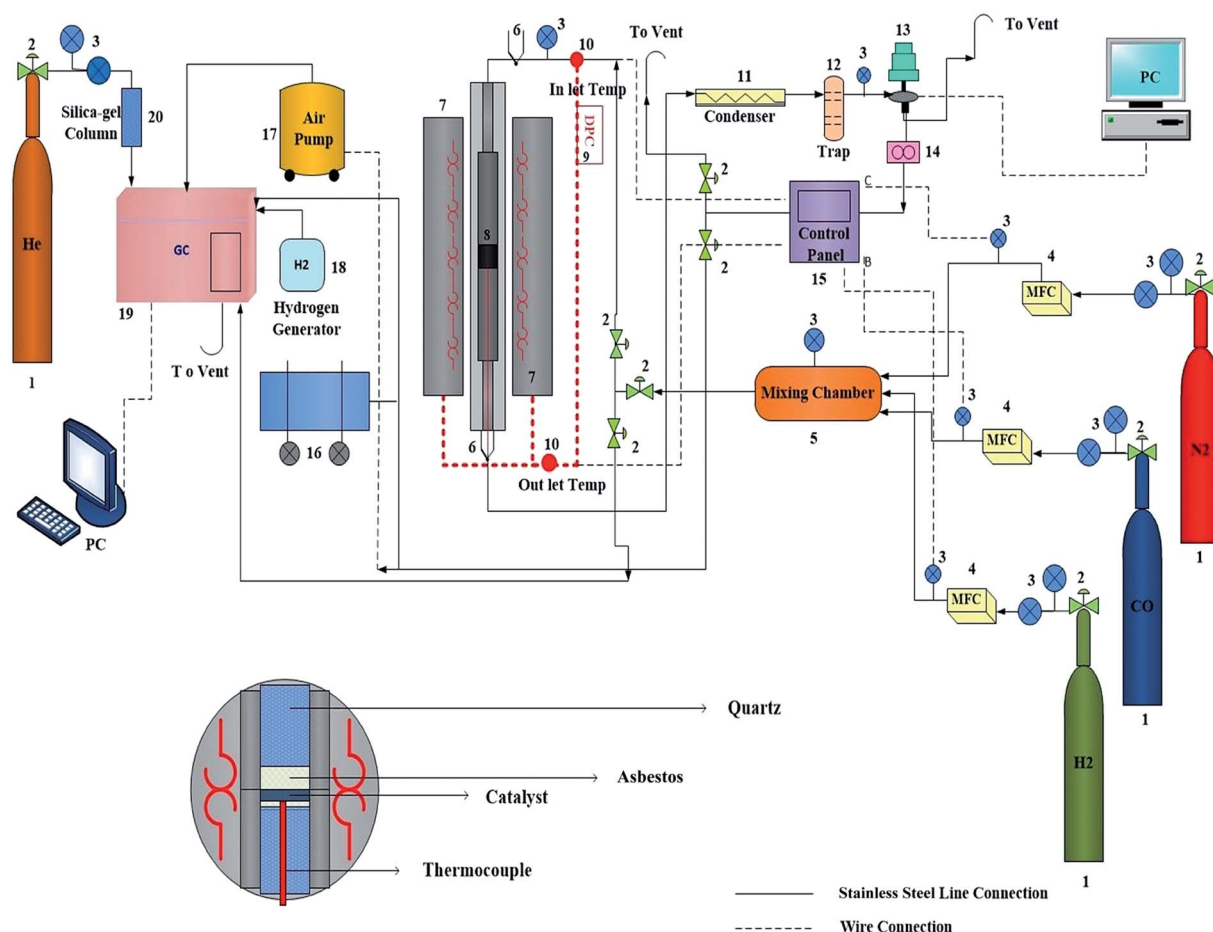 2
3
20
Silica-gel
Column
He
1
GC
19
17
Air
Pump
H2
18
Hydrogen
Generator
T o Vent
16
PC
6
3
10
In let Temp
7
8
7
DPC
9
6
10
Out let Temp
To Vent
11
Condenser
12
Trap
3
13
To Vent
14
PC
2
2
C
Control
Panel
B
15
2
2
2
3
Mixing Chamber
5
3
4
MFC
3
2
N2
1
3
4
MFC
3
2
CO
1
3
4
MFC
3
2
H2
1
Quartz
Asbestos
Catalyst
Thermocouple
Stainless Steel Line Connection
Wire Connection